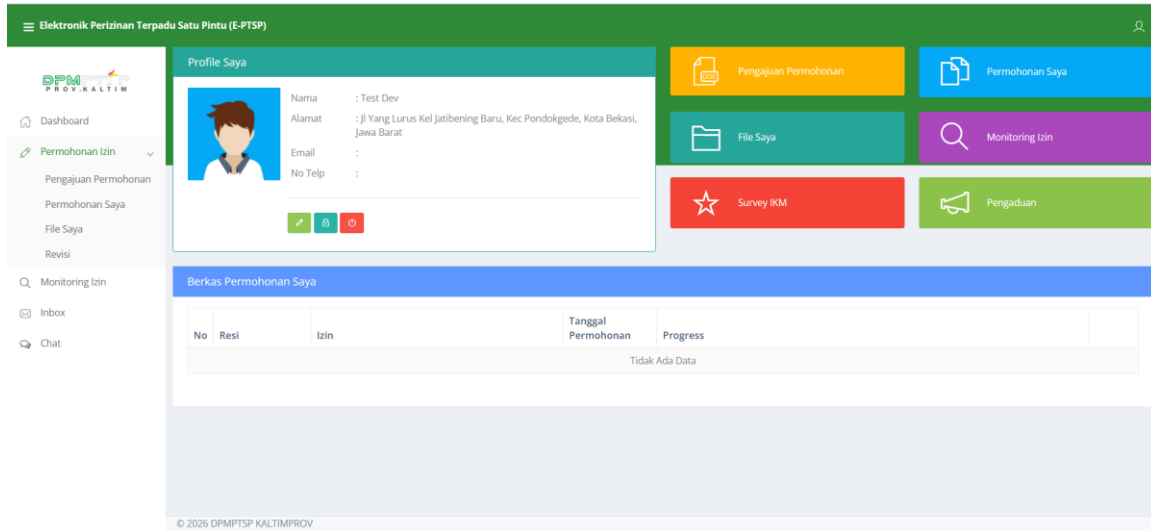 Elektronik Perizinan Terpadu Satu Pintu (E-PTSP)
DPMPTSP
PROV.KALTIM
Dashboard
Permohonan Izin
Pengajuan Permohonan
Permohonan Saya
File Saya
Revisi
Monitoring Izin
Inbox
Chat
Profile Saya
Nama : Test Dev
Alamat : Jl Yang Lurus Kel Jatibening Baru, Kec Pondokgede, Kota Bekasi,
Jawa Barat
Email :
No Telp :
DOC
Pengajuan Permohonan
Permohonan Saya
File Saya
Monitoring Izin
Survey IKM
Pengaduan
Berkas Permohonan Saya
No Resi Izin Tanggal Permohonan Progress
Tidak Ada Data
© 2026 DPMPTSP KALTIMPROV